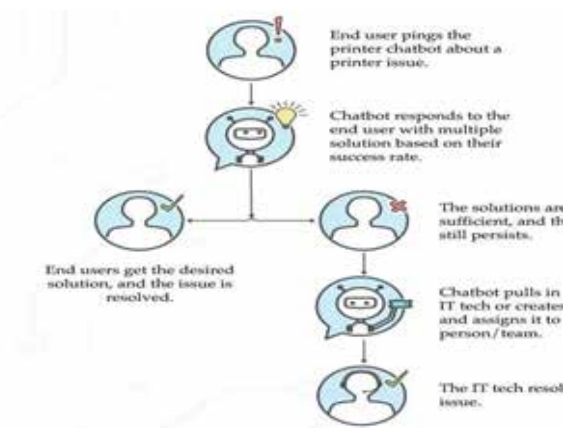 End user pings the
printer chatbot about a
printer issue.
Chatbot responds to the
end user with multiple
solution based on their
success rate.
End users get the desired
solution, and the issue is
resolved.
The solutions are
sufficient, and
still persists.
Chatbot pulls in
IT tech or creates
and assigns it to
person/team.
The IT tech
issue.